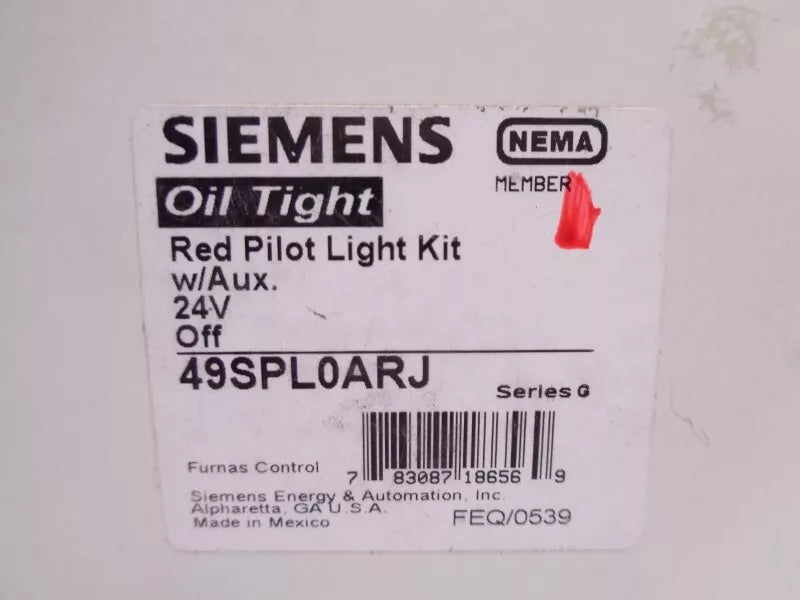 SIEMENS
NEMA
MEMBER
Oil Tight
Red Pilot Light Kit
w/Aux.
24V
Off
49SPL0ARJ
Series G
Furnas Control
7 83087 18656 9
Siemens Energy & Automation, Inc.
Alpharetta, GA U.S.A.
Made in Mexico
FEQ/0539